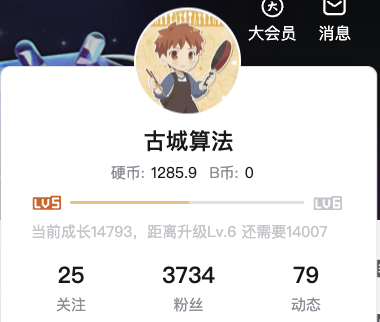 大会员 消息
古城算法
硬币: 1285.9 B币: 0
LV5 LV6
当前成长14793，距离升级Lv.6 还需要14007
25 3734 79
关注 粉丝 动态